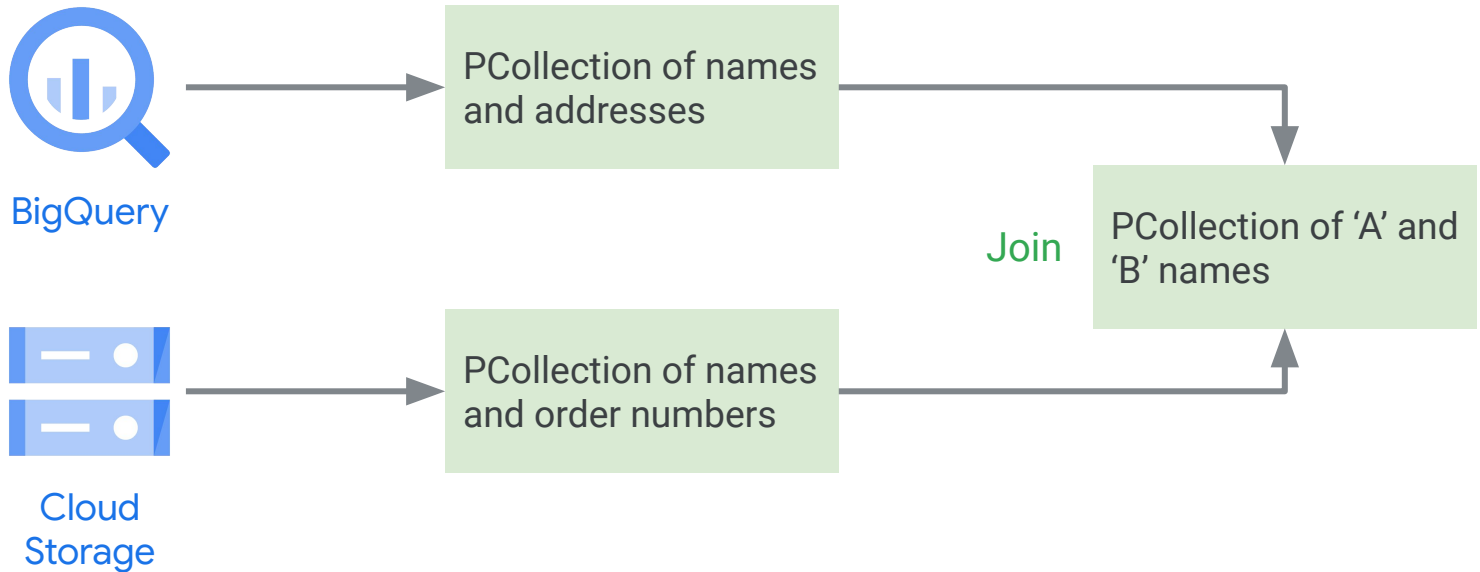 BigQuery
PCollection of names
and addresses
Join
PCollection of ‘A’ and
‘B’ names
Cloud
Storage
PCollection of names
and order numbers